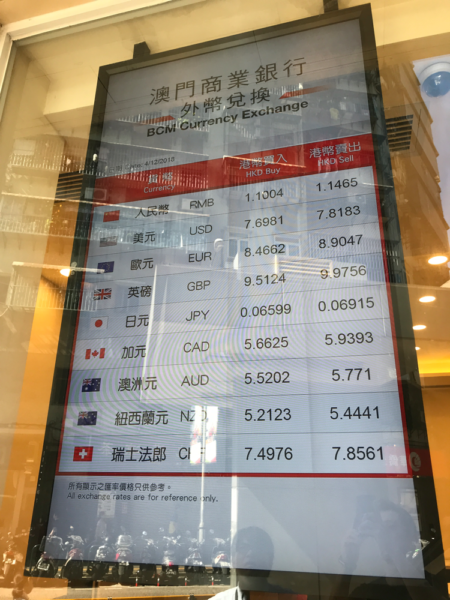 澳門商業銀行
外幣兌換
BCM Currency Exchange
4/12/2018
貨幣 港幣買入 港幣賣出
Currency HKD Buy HKD Sell
人民幣 RMB 1.1004 1.1465
美元 USD 7.6981 7.8183
歐元 EUR 8.4662 8.9047
英磅 GBP 9.5124 9.9756
日元 JPY 0.06599 0.06915
加元 CAD 5.6625 5.9393
澳洲元 AUD 5.5202 5.771
紐西蘭元 NZD 5.2123 5.4441
瑞士法郎 CHF 7.4976 7.8561
所有顯示之匯率價格只供參考。
All exchange rates are for reference only.